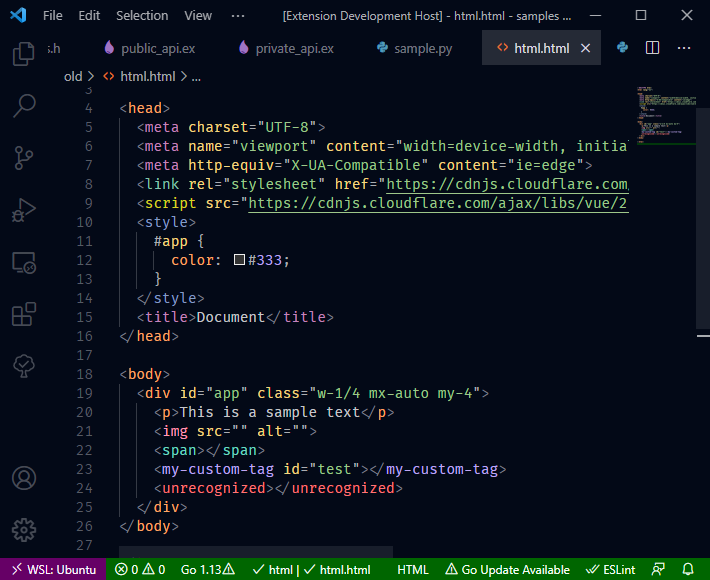 File Edit Selection View ··· [Extension Development Host] - html.html - samples ...
s.h public_api.ex private_api.ex sample.py html.html
old > html.html > ...
3
4 <head>
5 <meta charset="UTF-8">
6 <meta name="viewport" content="width=device-width, initia
7 <meta http-equiv="X-UA-Compatible" content="ie=edge">
8 <link rel="stylesheet" href="https://cdnjs.cloudflare.com/
9 <script src="https://cdnjs.cloudflare.com/ajax/libs/vue/2
10 <style>
11 #app {
12 color: #333;
13 }
14 </style>
15 <title>Document</title>
16 </head>
17
18 <body>
19 <div id="app" class="w-1/4 mx-auto my-4">
20 <p>This is a sample text</p>
21 <img src="" alt="">
22 <span></span>
23 <my-custom-tag id="test"></my-custom-tag>
24 <unrecognized></unrecognized>
25 </div>
26 </body>
27
WSL: Ubuntu 0 0 Go 1.13 html | html.html HTML Go Update Available ESLint